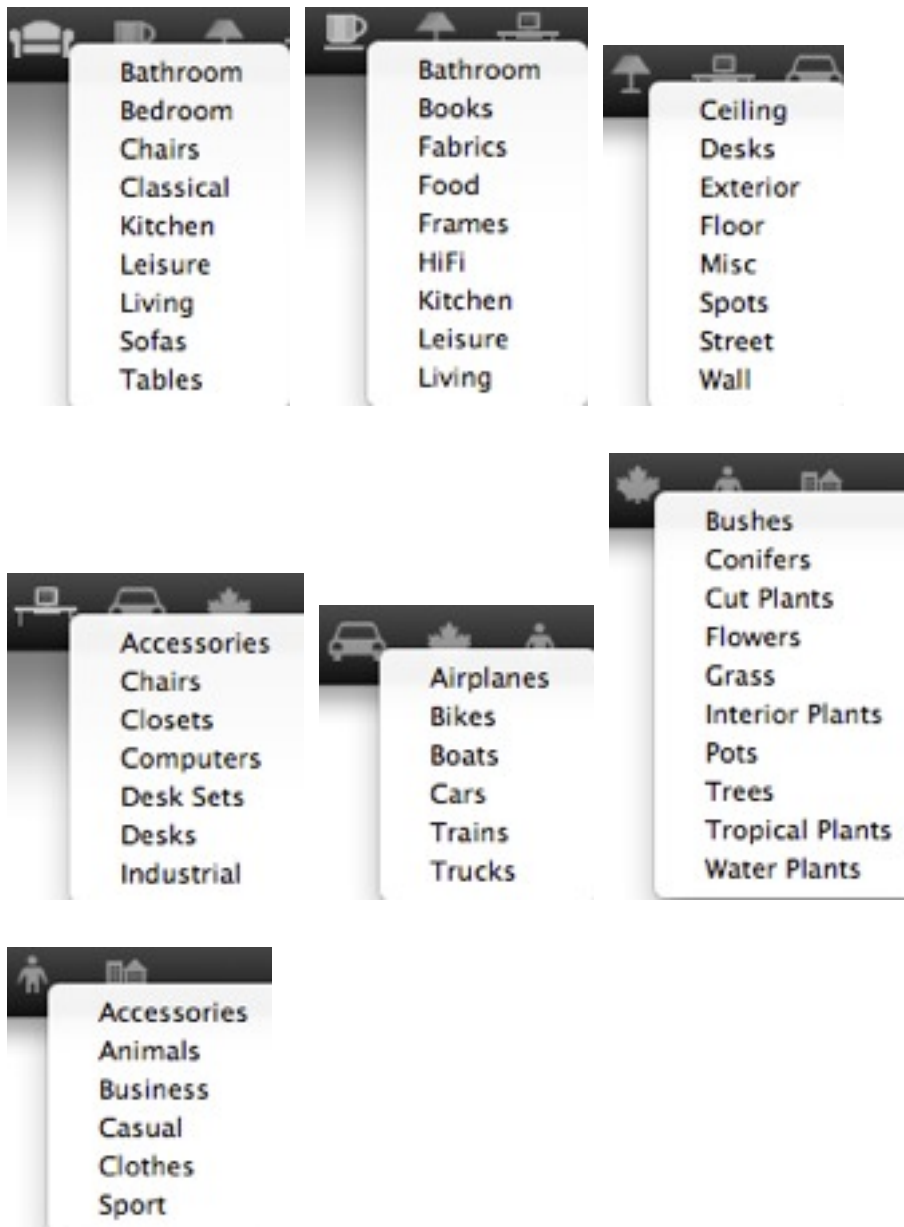 Bathroom
Bedroom
Chairs
Classical
Kitchen
Leisure
Living
Sofas
Tables
Bathroom
Books
Fabrics
Food
Frames
HiFi
Kitchen
Leisure
Living
Ceiling
Desks
Exterior
Floor
Misc
Spots
Street
Wall
Accessories
Chairs
Closets
Computers
Desk Sets
Desks
Industrial
Airplanes
Bikes
Boats
Cars
Trains
Trucks
Bushes
Conifers
Cut Plants
Flowers
Grass
Interior Plants
Pots
Trees
Tropical Plants
Water Plants
Accessories
Animals
Business
Casual
Clothes
Sport